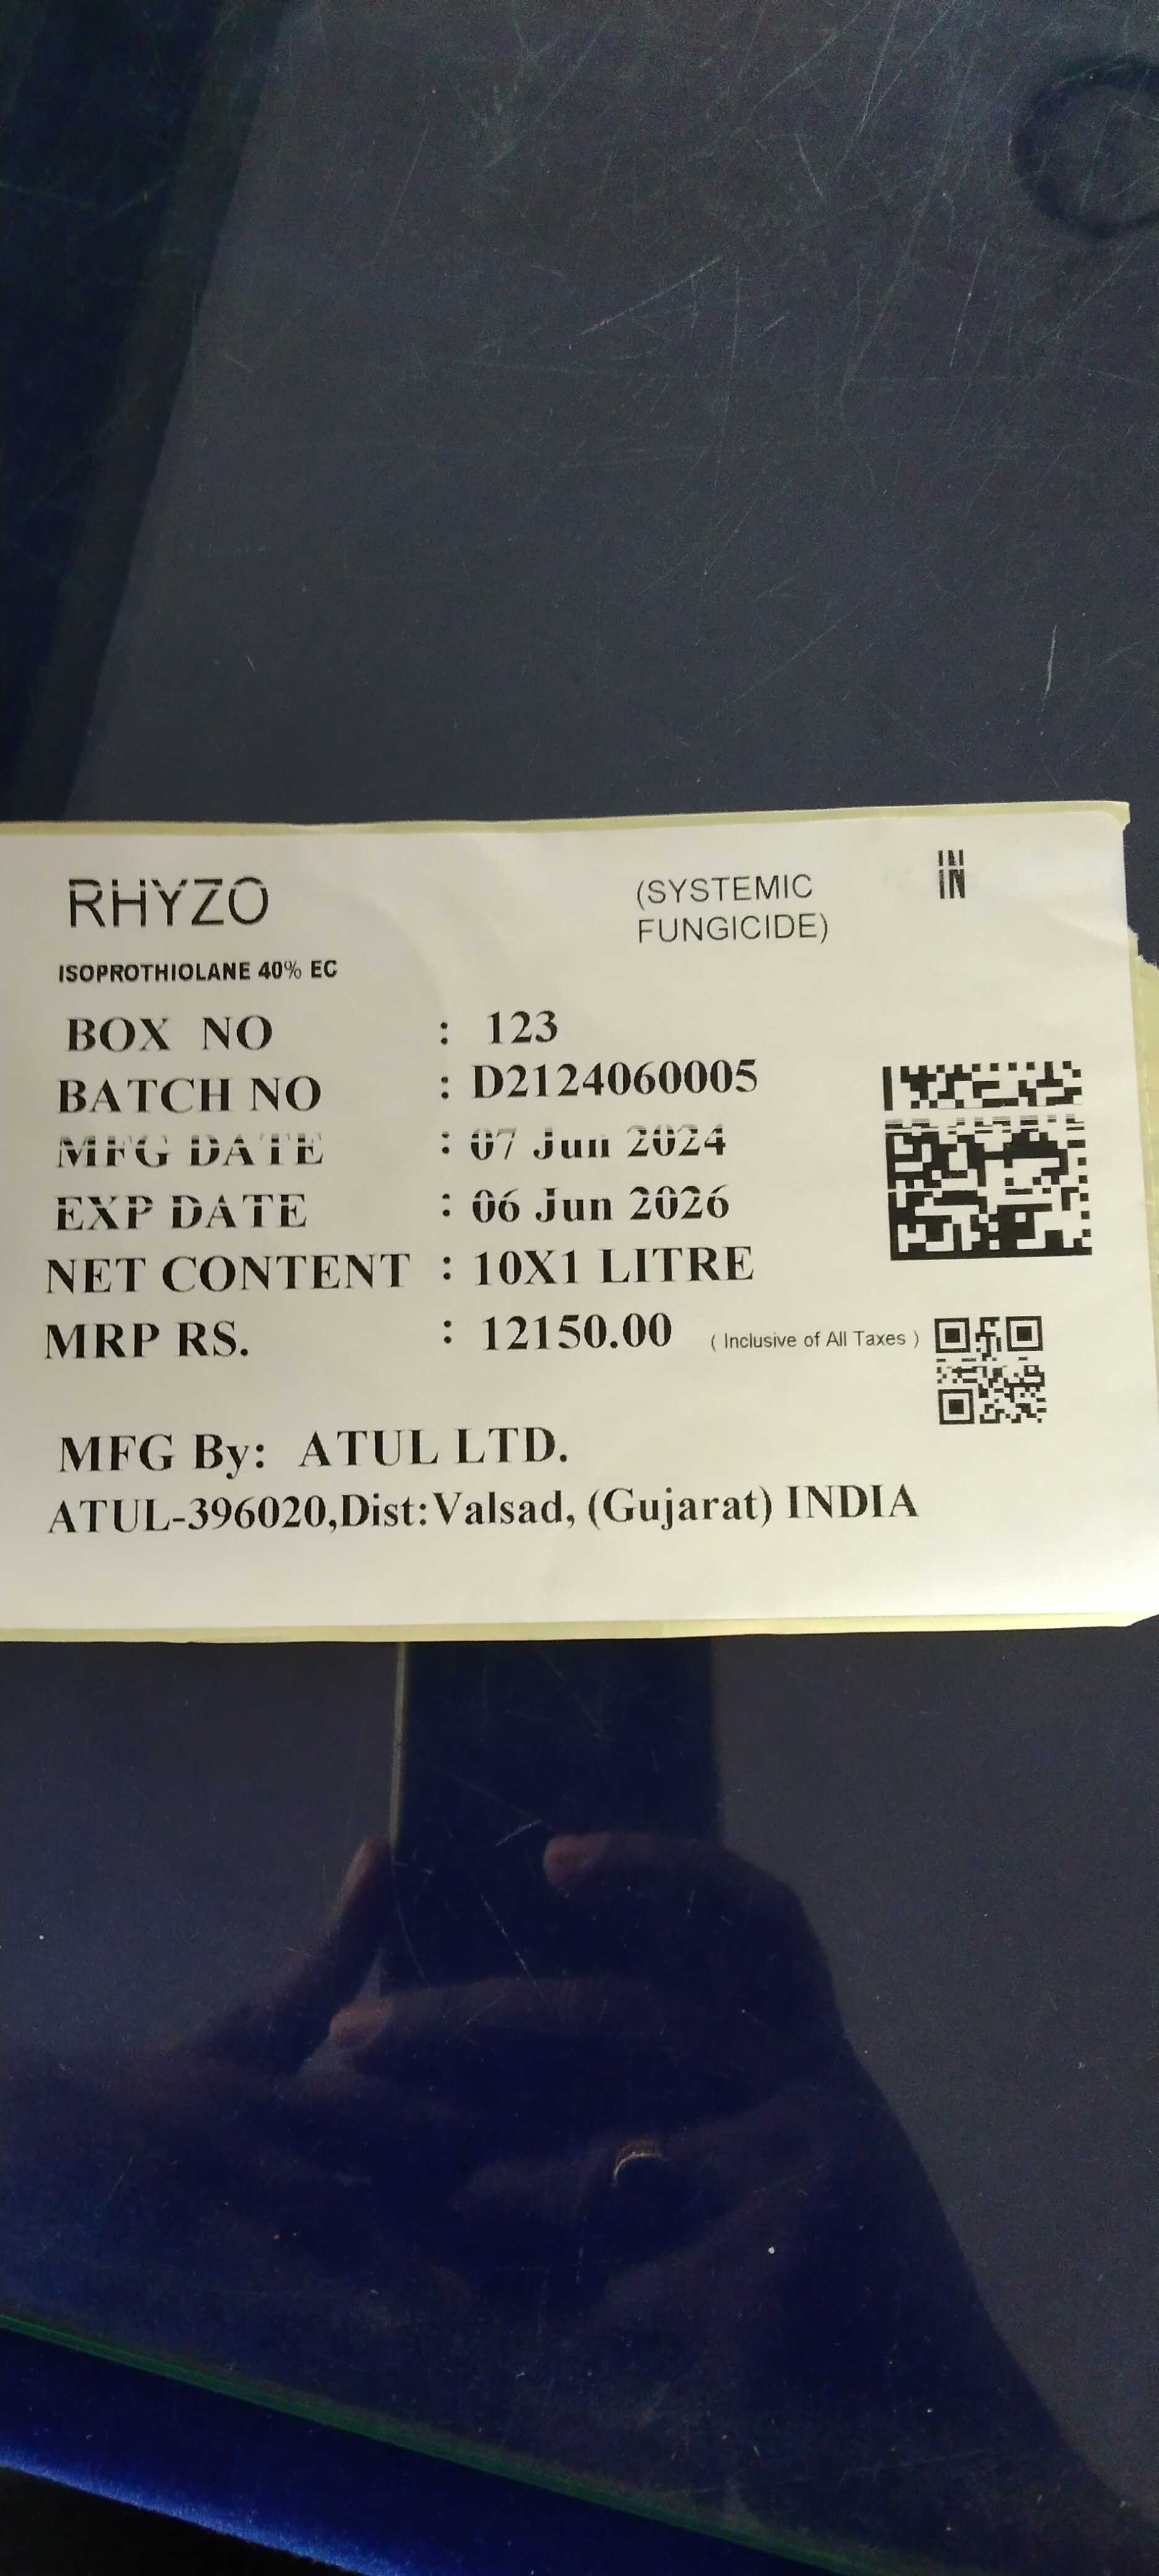 RHYZO
(SYSTEMIC
FUNGICIDE)
IN
ISOPROTHIOLANE 40% EC
BOX NO : 123
BATCH NO : D2124060005
MFG DATE : 07 Jun 2024
EXP DATE : 06 Jun 2026
NET CONTENT : 10X1 LITRE
MRP RS. : 12150.00 ( Inclusive of All Taxes )
MFG By: ATUL LTD.
ATUL-396020,Dist:Valsad, (Gujarat) INDIA